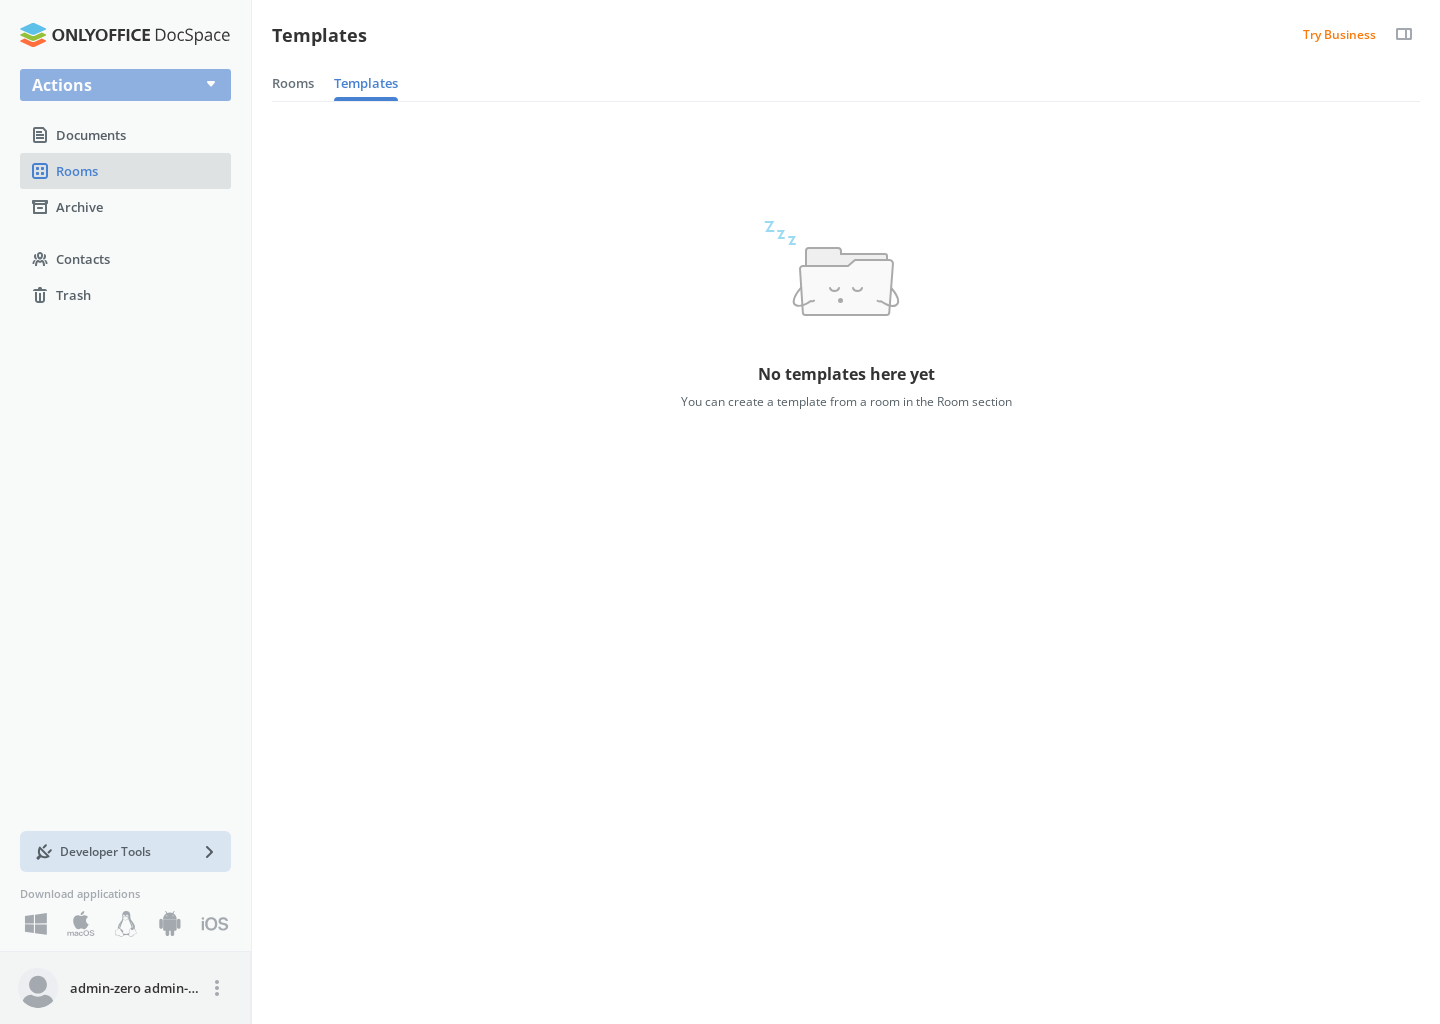 ONLYOFFICE DocSpace
Templates
Try Business
Actions
Rooms
Templates
Documents
Rooms
Archive
Contacts
Trash
z z z
No templates here yet
You can create a template from a room in the Room section
Developer Tools
Download applications
macOS
iOS
admin-zero admin-...